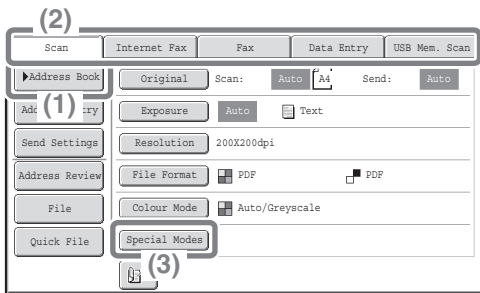 (2)
Scan Internet Fax Fax Data Entry USB Mem. Scan
Address Book Original Scan: Auto A4 Send: Auto
(1) Exposure Auto Text
Send Settings Resolution 200X200dpi
Address Review File Format PDF PDF
File Colour Mode Auto/Greyscale
Quick File Special Modes
(3)